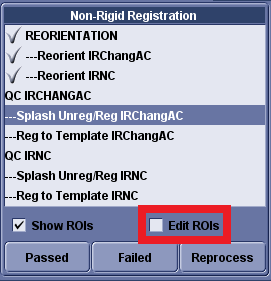 Non-Rigid Registration
REORIENTATION
---Reorient IRChangAC
---Reorient IRNC
QC IRCHANGAC
---Splash Unreg/Reg IRChangAC
---Reg to Template IRChangAC
QC IRNC
---Splash Unreg/Reg IRNC
---Reg to Template IRNC
Show ROIs Edit ROIs
Passed Failed Reprocess